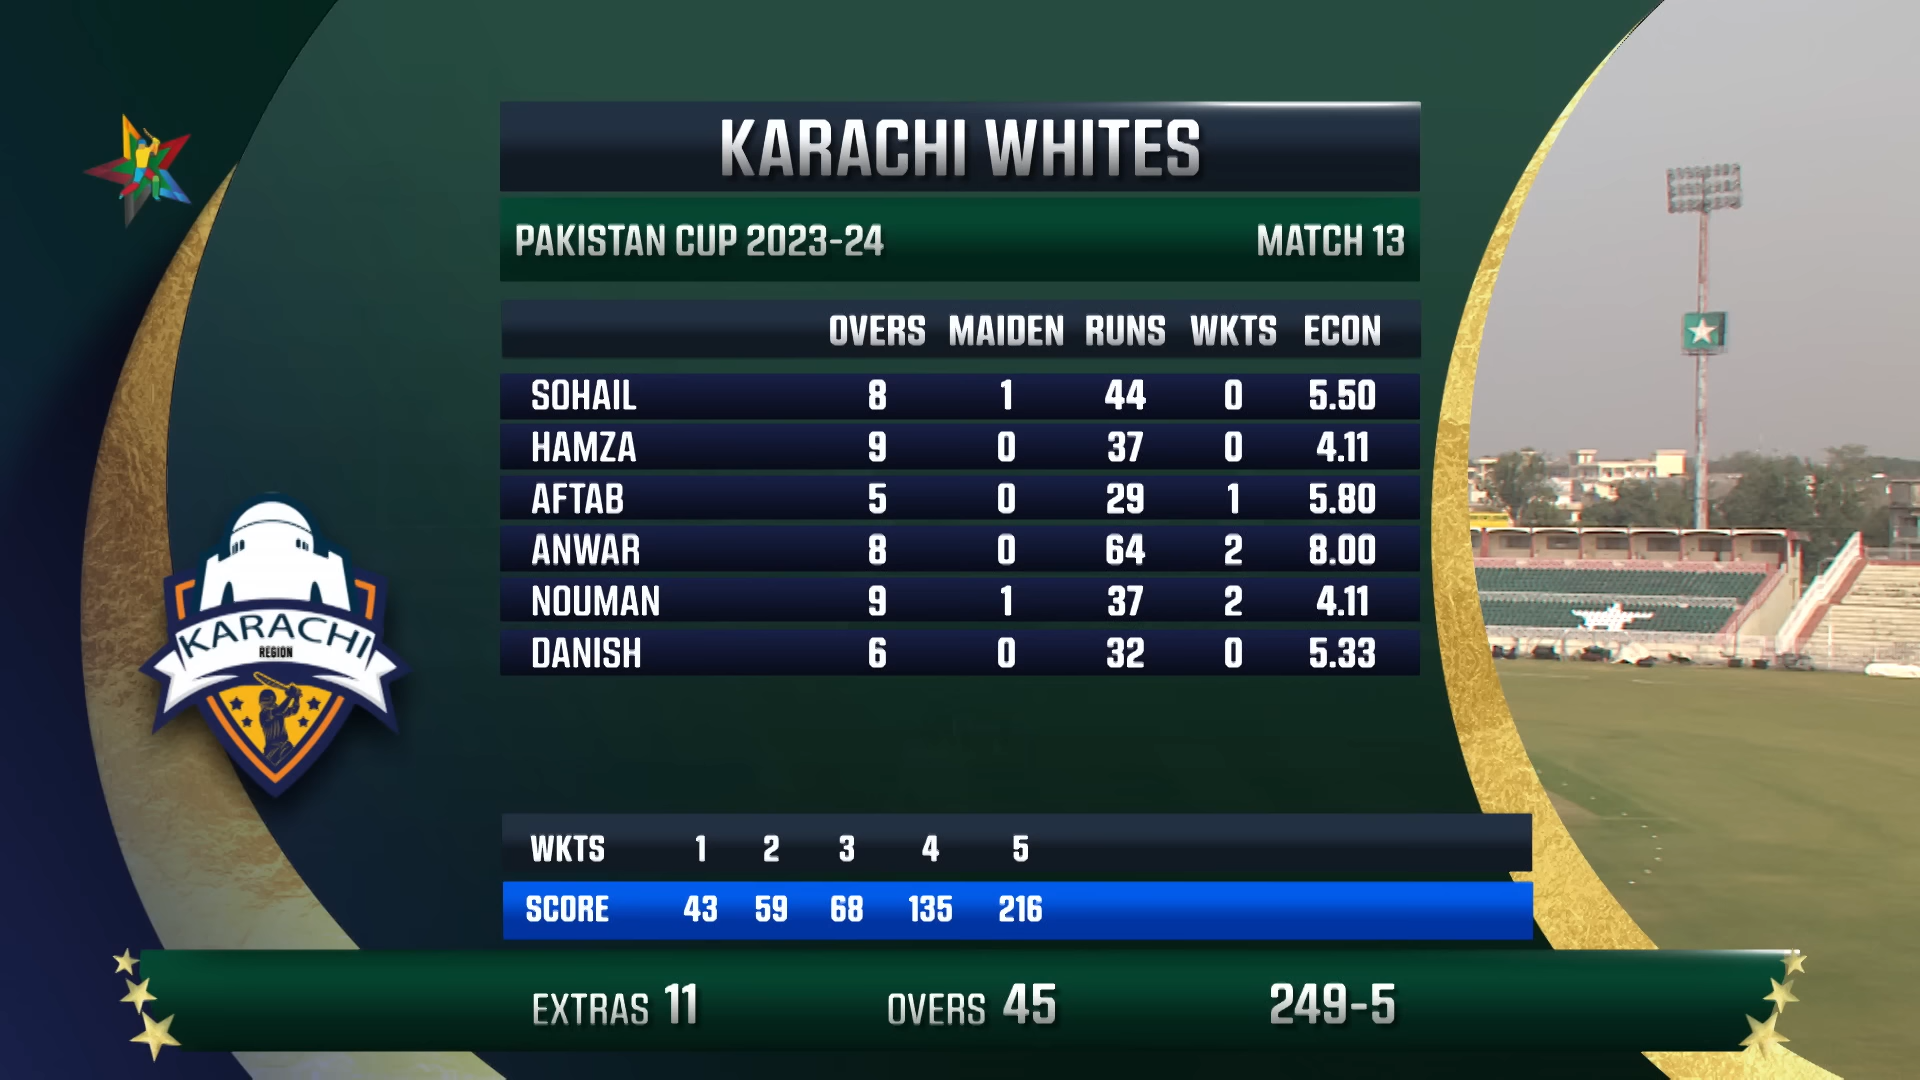 KARACHI WHITES
PAKISTAN CUP 2023-24 MATCH 13
OVERS MAIDEN RUNS WKTS ECON
SOHAIL 8 1 44 0 5.50
HAMZA 9 0 37 0 4.11
AFTAB 5 0 29 1 5.80
ANWAR 8 0 64 2 8.00
NOUMAN 9 1 37 2 4.11
DANISH 6 0 32 0 5.33
KARACHI
REGION
WKTS 1 2 3 4 5
SCORE 43 59 68 135 216
EXTRAS 11 OVERS 45 249-5